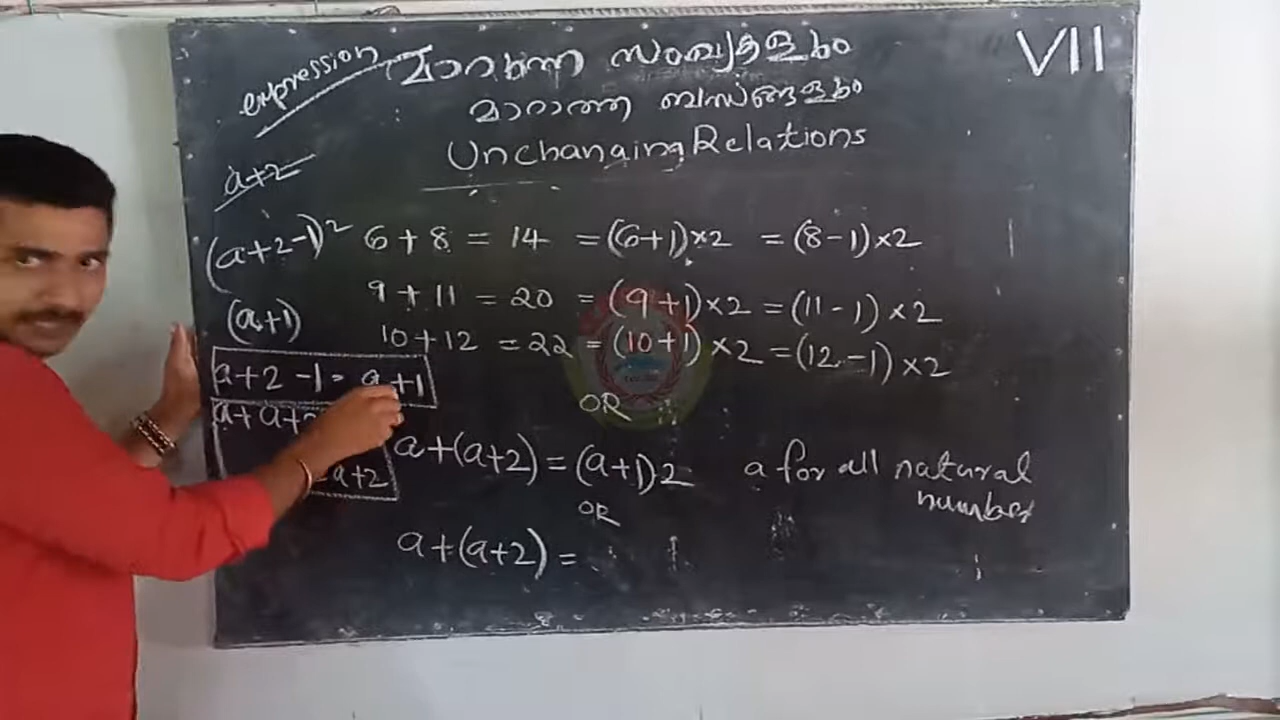 expression
മാറുന്ന സംഖ്യകളും
VII
മാറാത്ത ബന്ധങ്ങളും
Unchanging Relations
a+2
(a+2-1)2
6 + 8 = 14 = (6+1)×2 = (8-1)×2
9 + 11 = 20 = (9+1)×2 = (11-1)×2
(a+1)
10+12 = 22 = (10+1)×2 = (12-1)×2
a+2-1= a+1
OR
a+a+
a+2
a+(a+2) = (a+1)2 a for all natural
numbers
OR
a+(a+2) =